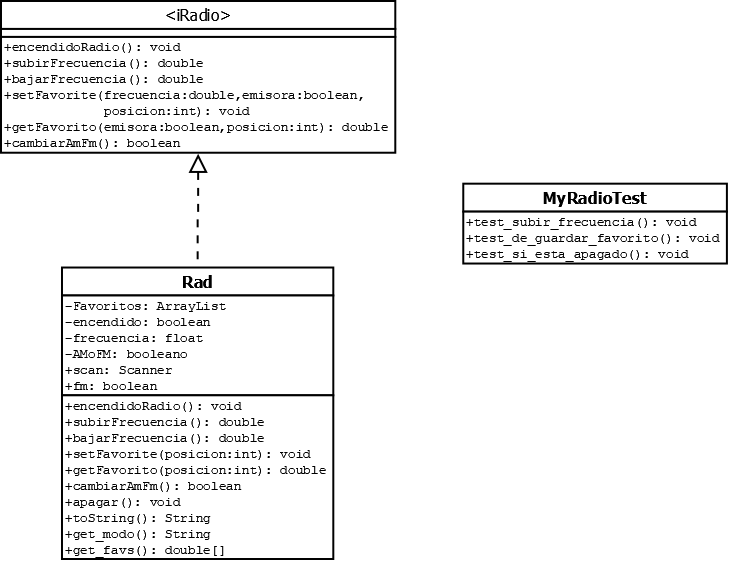 <iRadio>
+encendidoRadio(): void
+subirFrecuencia(): double
+bajarFrecuencia(): double
+setFavorite(frecuencia:double,emisora:boolean,
posicion:int): void
+getFavorito(emisora:boolean,posicion:int): double
+cambiarAmFm(): boolean
MyRadioTest
+test_subir_frecuencia(): void
+test_de_guardar_favorito(): void
+test_si_esta_apagado(): void
Rad
-Favoritos: ArrayList
-encendido: boolean
-frecuencia: float
-AMoFM: booleano
+scan: Scanner
+fm: boolean
+encendidoRadio(): void
+subirFrecuencia(): double
+bajarFrecuencia(): double
+setFavorite(posicion:int): void
+getFavorito(posicion:int): double
+cambiarAmFm(): boolean
+apagar(): void
+toString(): String
+get_modo(): String
+get_favs(): double[]